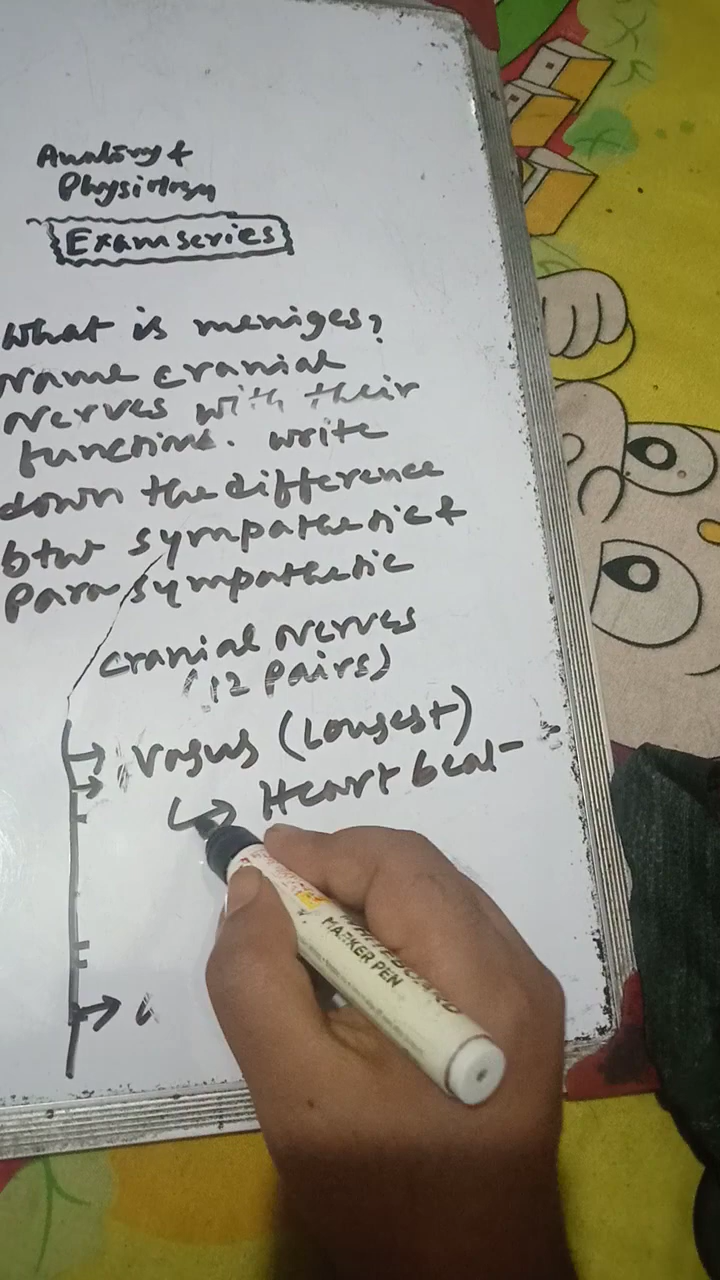 Anatomy &
Physiology
Exam series
What is meniges?
Name cranial
nerves with their
functions. write
down the difference
btw sympathetic &
Parasympathetic
cranial nerves
(12 Pairs)
Vagus (Longest)
Heart beat
WHITEBOARD
MARKER PEN